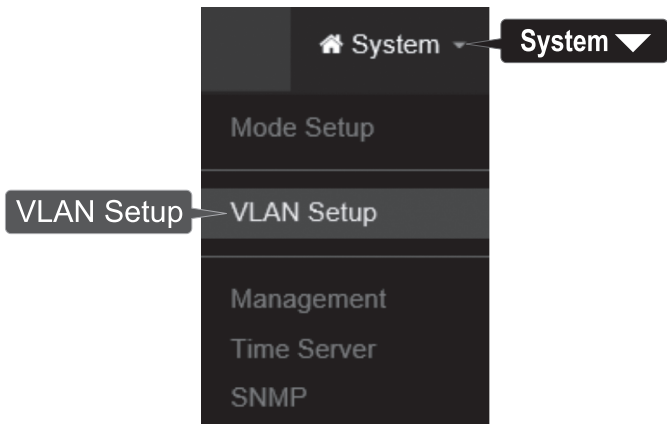 System
System
Mode Setup
VLAN Setup
VLAN Setup
Management
Time Server
SNMP